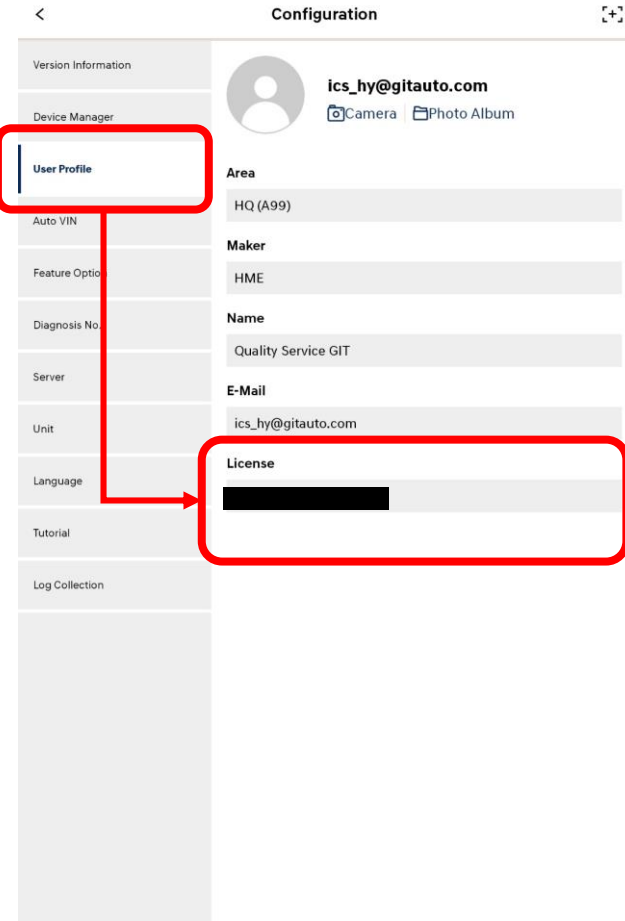 Configuration
Version Information
Device Manager
User Profile
Auto VIN
Feature Option
Diagnosis No.
Server
Unit
Language
Tutorial
Log Collection
ics_hy@gitauto.com
Camera
Photo Album
Area
HQ (A99)
Maker
HME
Name
Quality Service GIT
E-Mail
ics_hy@gitauto.com
License